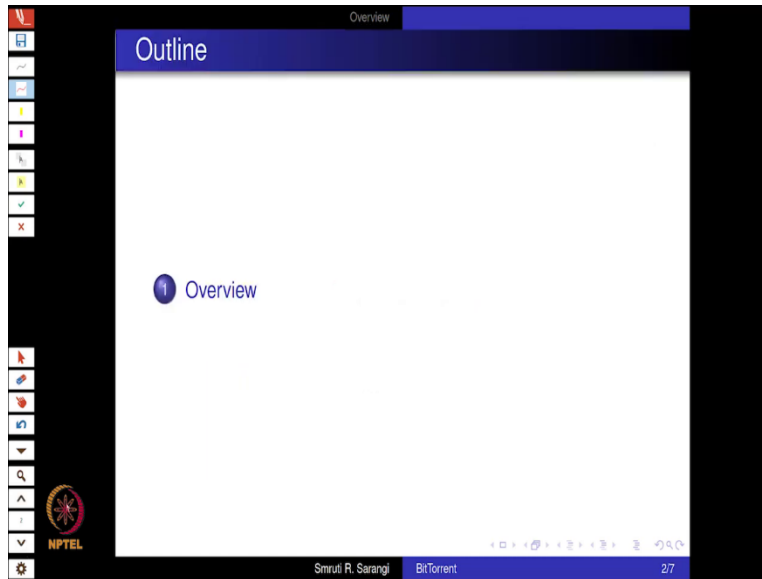 Overview
Outline
1 Overview
NPTEL
Smruti R. Sarangi BitTorrent 2/7